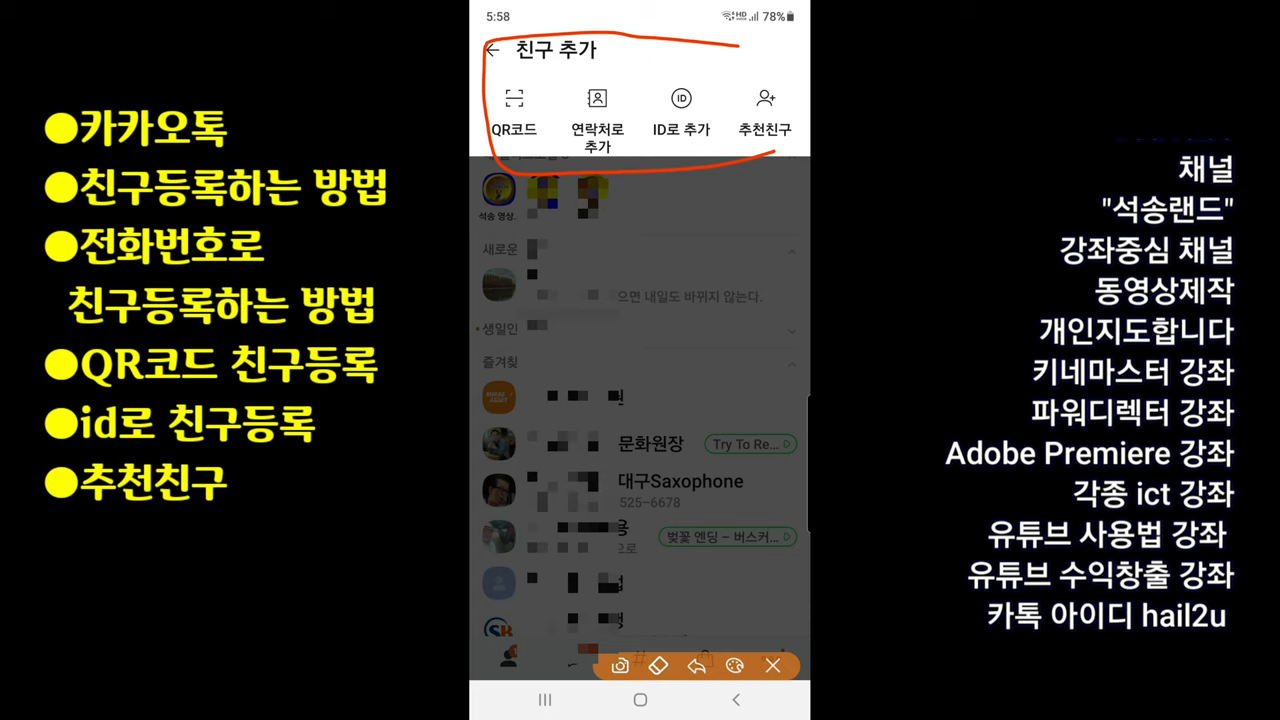 ●카카오톡
●친구등록하는 방법
●전화번호로
친구등록하는 방법
●QR코드 친구등록
●id로 친구등록
●추천친구
5:58
78%
친구 추가
QR코드
연락처로
추가
ID로 추가
추천친구
석송 영상..
새로운
으면 내일도 바뀌지 않는다.
생일인
즐겨찾
문화원장
Try To Re...
대구Saxophone
525-6678
벚꽃 엔딩 – 버스커...
으로
채널
"석송랜드"
강좌중심 채널
동영상제작
개인지도합니다
키네마스터 강좌
파워디렉터 강좌
Adobe Premiere 강좌
각종 ict 강좌
유튜브 사용법 강좌
유튜브 수익창출 강좌
카톡 아이디 hail2u